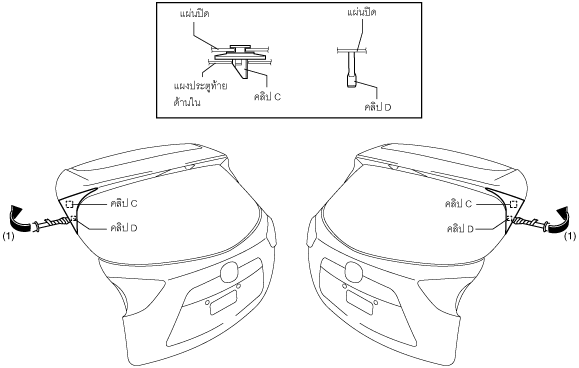 แผ่นปิด
แผ่นปิด
แผงประตูท้าย
ด้านใน
คลิป C
คลิป D
คลิป C
คลิป D
(1)
คลิป C
คลิป D
(1)